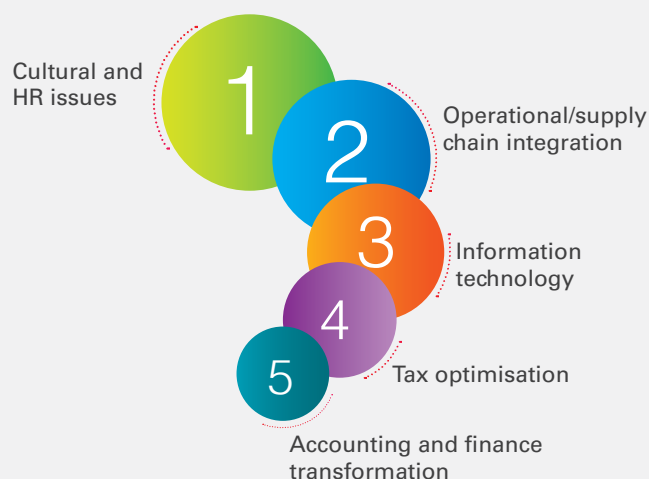 Cultural and
HR issues
1
2
Operational/supply
chain integration
3
Information
technology
4
Tax optimisation
5
Accounting and finance
transformation